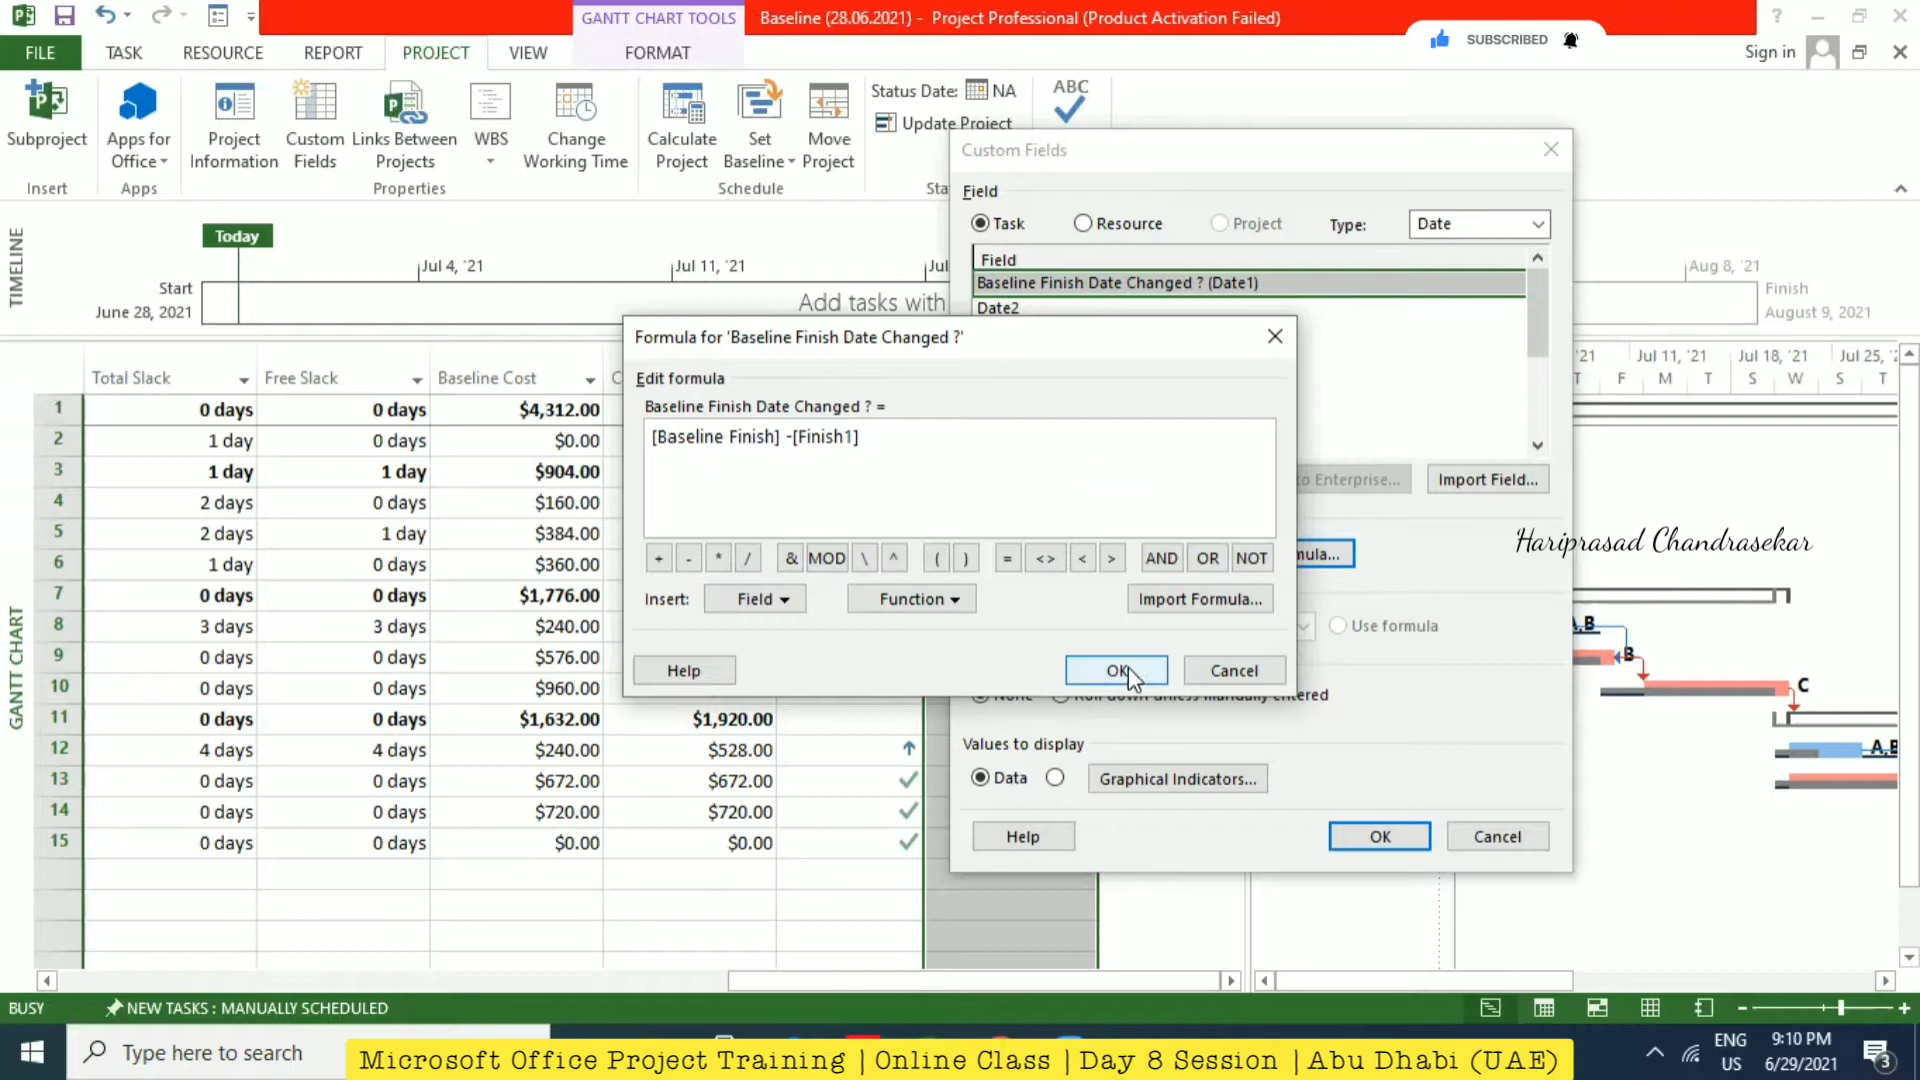 GANTT CHART TOOLS
Baseline (28.06.2021) - Project Professional (Product Activation Failed)
SUBSCRIBED
Sign in
FILE TASK RESOURCE REPORT PROJECT VIEW FORMAT
Subproject
Apps for Office
Project Information
Custom Fields
Links Between Projects
WBS
Change Working Time
Calculate Project
Set Baseline
Move Project
Status Date: NA
Update Project
ABC
Insert Apps Properties Schedule Sta
TIMELINE
Today
Jul 4, '21 Jul 11, '21 Jul Aug 8, '21
Start
June 28, 2021
Add tasks with
Finish
August 9, 2021
Custom Fields
Field
Task Resource Project Type: Date
Field
Baseline Finish Date Changed ? (Date1)
Date2
to Enterprise... Import Field...
mula...
Use formula
None Roll down unless manually entered
Values to display
Data Graphical Indicators...
Help OK Cancel
Formula for 'Baseline Finish Date Changed ?'
Edit formula
Baseline Finish Date Changed ? =
[Baseline Finish] -[Finish1]
+ - * / & MOD \ ^ ( ) = <> < > AND OR NOT
Insert: Field Function Import Formula...
Help OK Cancel
Hariprasad Chandrasekar
GANTT CHART
Total Slack Free Slack Baseline Cost C
1 0 days 0 days $4,312.00
2 1 day 0 days $0.00
3 1 day 1 day $904.00
4 2 days 0 days $160.00
5 2 days 1 day $384.00
6 1 day 0 days $360.00
7 0 days 0 days $1,776.00
8 3 days 3 days $240.00
9 0 days 0 days $576.00
10 0 days 0 days $960.00
11 0 days 0 days $1,632.00 $1,920.00
12 4 days 4 days $240.00 $528.00
13 0 days 0 days $672.00 $672.00
14 0 days 0 days $720.00 $720.00
15 0 days 0 days $0.00 $0.00
'21 Jul 11, '21 Jul 18, '21 Jul 25, '2
T F M T S W S T
A,B
B
C
A,B
BUSY NEW TASKS : MANUALLY SCHEDULED
Type here to search
Microsoft Office Project Training | Online Class | Day 8 Session | Abu Dhabi (UAE)
ENG
US
9:10 PM
6/29/2021
3